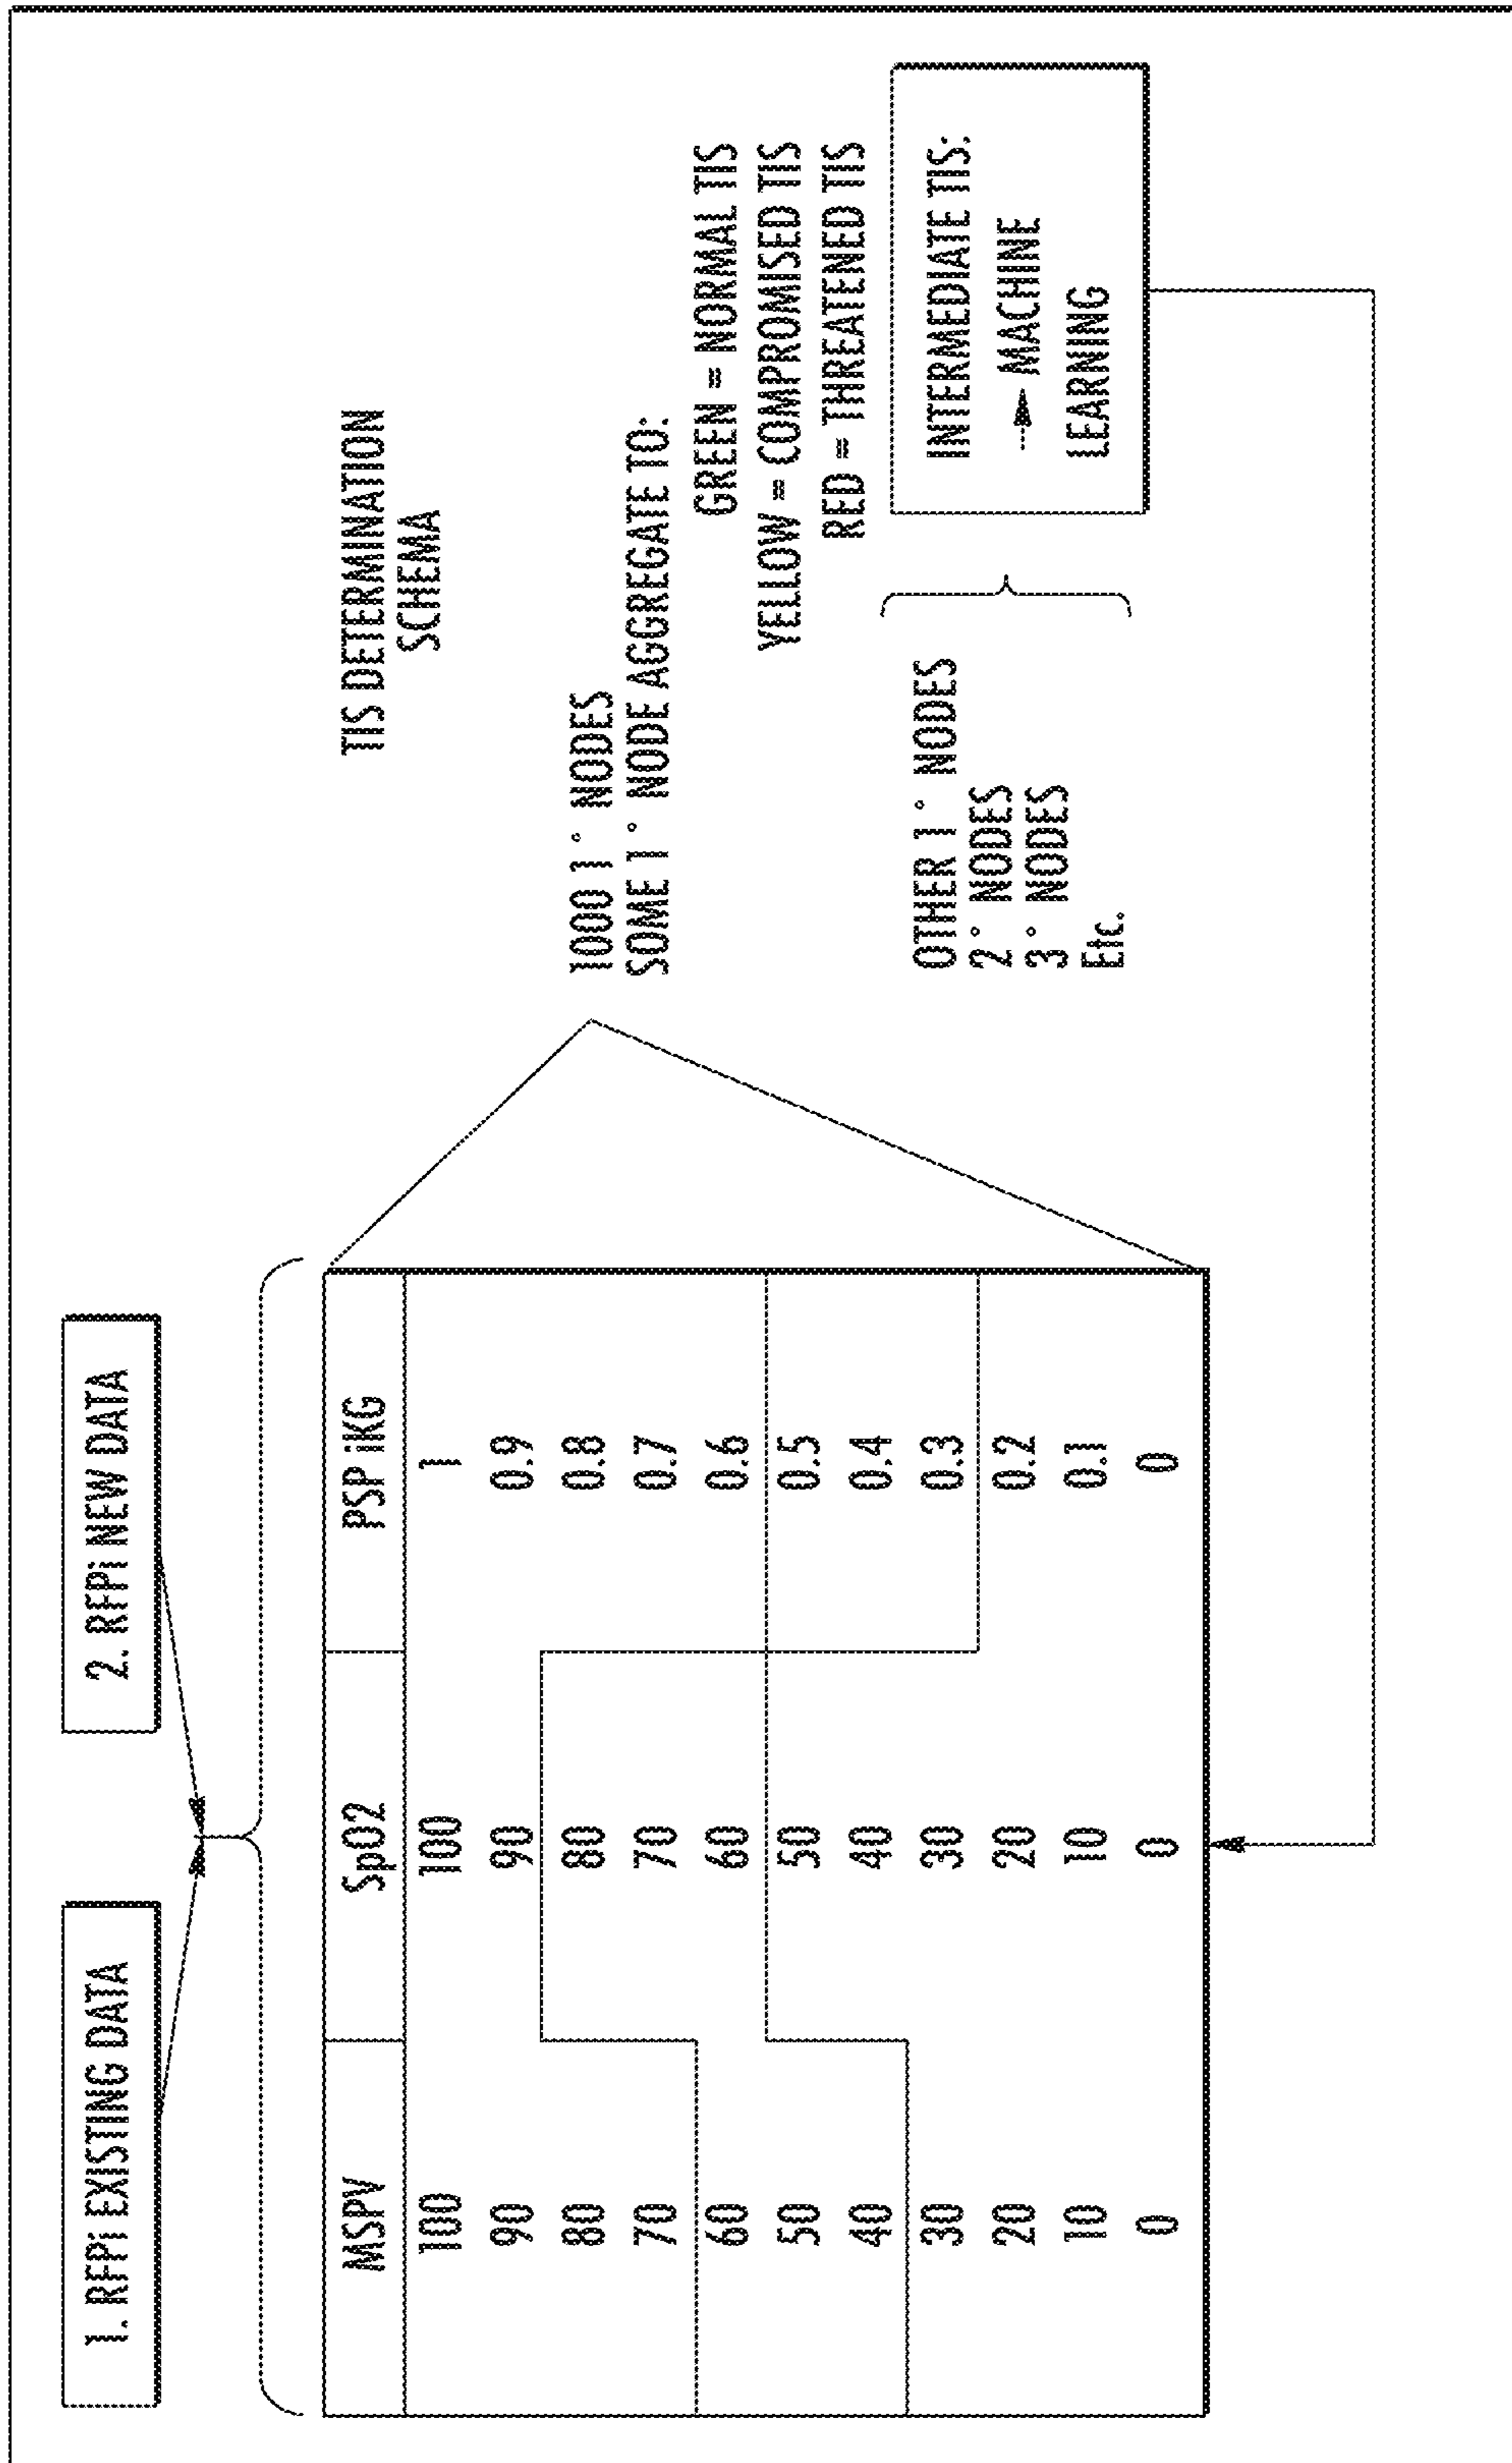 1. RFPi EXISTING DATA
2. RFPi NEW DATA
MSPV SpO2 PSP iKG
100 100 1
90 90 0.9
80 80 0.8
70 70 0.7
60 60 0.6
50 50 0.5
40 40 0.4
30 30 0.3
20 20 0.2
10 10 0.1
0 0 0
TIS DETERMINATION
SCHEMA
1000 1° NODES
SOME 1° NODE AGGREGATE TO:
GREEN = NORMAL TIS
YELLOW = COMPROMISED TIS
RED = THREATENED TIS
OTHER 1° NODES
2° NODES
3° NODES
Etc.
INTERMEDIATE TIS:
MACHINE
LEARNING